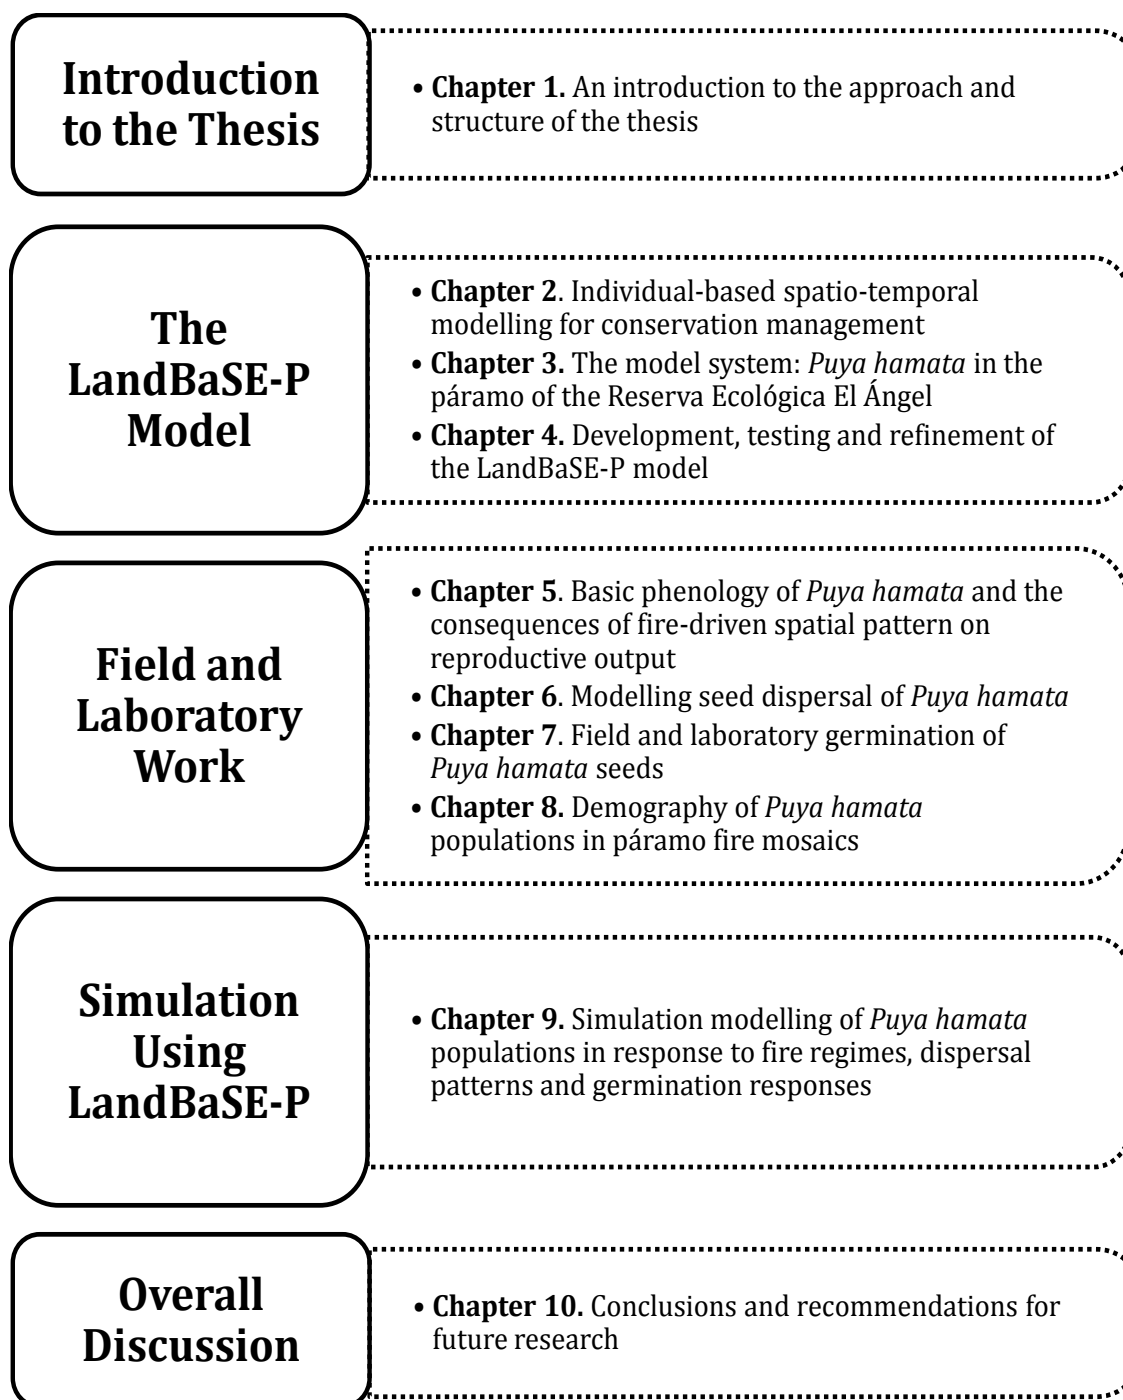 Introduction
to the Thesis
• Chapter 1. An introduction to the approach and
structure of the thesis
The
LandBaSE-P
Model
• Chapter 2. Individual-based spatio-temporal
modelling for conservation management
• Chapter 3. The model system: Puya hamata in the
páramo of the Reserva Ecológica El Ángel
• Chapter 4. Development, testing and refinement of
the LandBaSE-P model
Field and
Laboratory
Work
• Chapter 5. Basic phenology of Puya hamata and the
consequences of fire-driven spatial pattern on
reproductive output
• Chapter 6. Modelling seed dispersal of Puya hamata
• Chapter 7. Field and laboratory germination of
Puya hamata seeds
• Chapter 8. Demography of Puya hamata
populations in páramo fire mosaics
Simulation
Using
LandBaSE-P
• Chapter 9. Simulation modelling of Puya hamata
populations in response to fire regimes, dispersal
patterns and germination responses
Overall
Discussion
• Chapter 10. Conclusions and recommendations for
future research